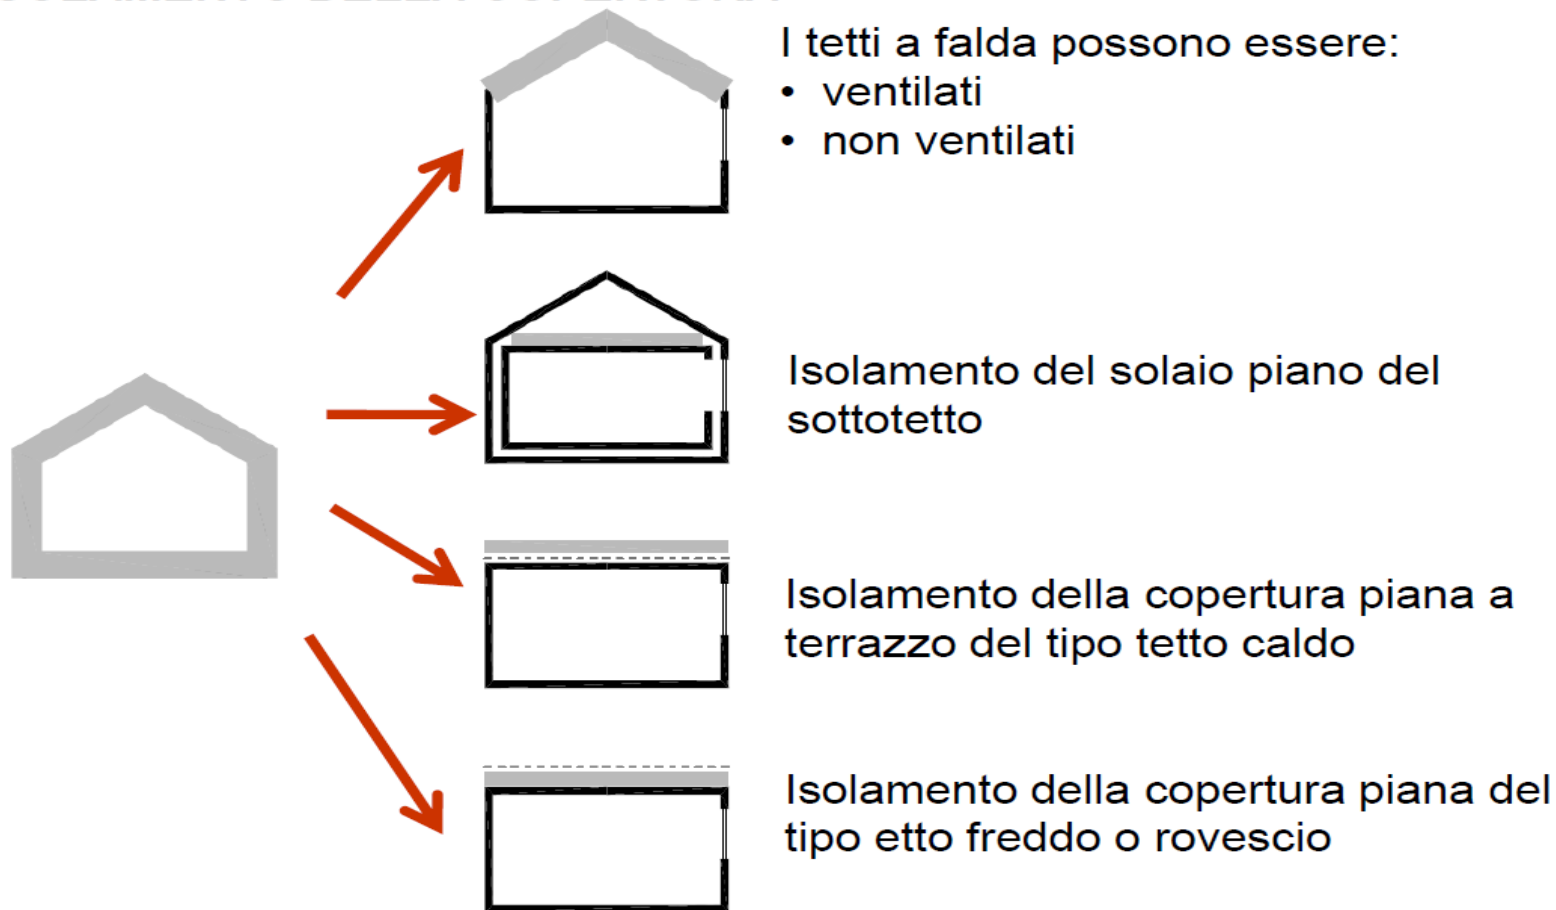 I tetti a falda possono essere:
• ventilati
• non ventilati
Isolamento del solaio piano del
sottotetto
Isolamento della copertura piana a
terrazzo del tipo tetto caldo
Isolamento della copertura piana del
tipo etto freddo o rovescio